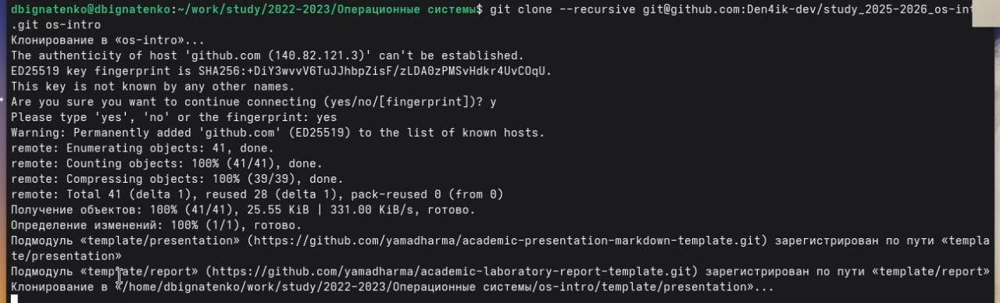 dbignatenko@dbignatenko:~/work/study/2022-2023/Операционные системы$ git clone --recursive git@github.com:Den4ik-dev/study_2025-2026_os-int
.git os-intro
Клонирование в «os-intro»...
The authenticity of host 'github.com (140.82.121.3)' can't be established.
ED25519 key fingerprint is SHA256:+DiY3wvvV6TuJJhbpZisF/zLDA0zPMSvHdkr4UvCOqU.
This key is not known by any other names.
Are you sure you want to continue connecting (yes/no/[fingerprint])? y
Please type 'yes', 'no' or the fingerprint: yes
Warning: Permanently added 'github.com' (ED25519) to the list of known hosts.
remote: Enumerating objects: 41, done.
remote: Counting objects: 100% (41/41), done.
remote: Compressing objects: 100% (39/39), done.
remote: Total 41 (delta 1), reused 28 (delta 1), pack-reused 0 (from 0)
Получение объектов: 100% (41/41), 25.55 KiB | 331.00 KiB/s, готово.
Определение изменений: 100% (1/1), готово.
Подмодуль «template/presentation» (https://github.com/yamadharma/academic-presentation-markdown-template.git) зарегистрирован по пути «templa
te/presentation»
Подмодуль «template/report» (https://github.com/yamadharma/academic-laboratory-report-template.git) зарегистрирован по пути «template/report»
Клонирование в «/home/dbignatenko/work/study/2022-2023/Операционные системы/os-intro/template/presentation»...